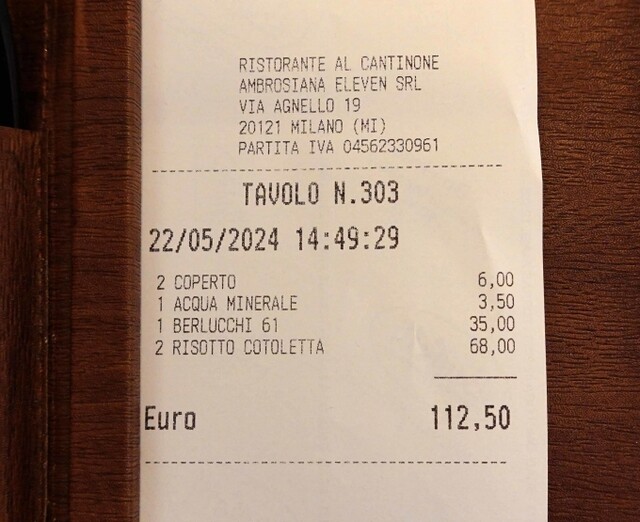 RISTORANTE AL CANTINONE
AMBROSIANA ELEVEN SRL
VIA AGNELLO 19
20121 MILANO (MI)
PARTITA IVA 04562330961
TAVOLO N.303
22/05/2024 14:49:29
2 COPERTO 6,00
1 ACQUA MINERALE 3,50
1 BERLUCCHI 61 35,00
2 RISOTTO COTOLETTA 68,00
Euro 112,50